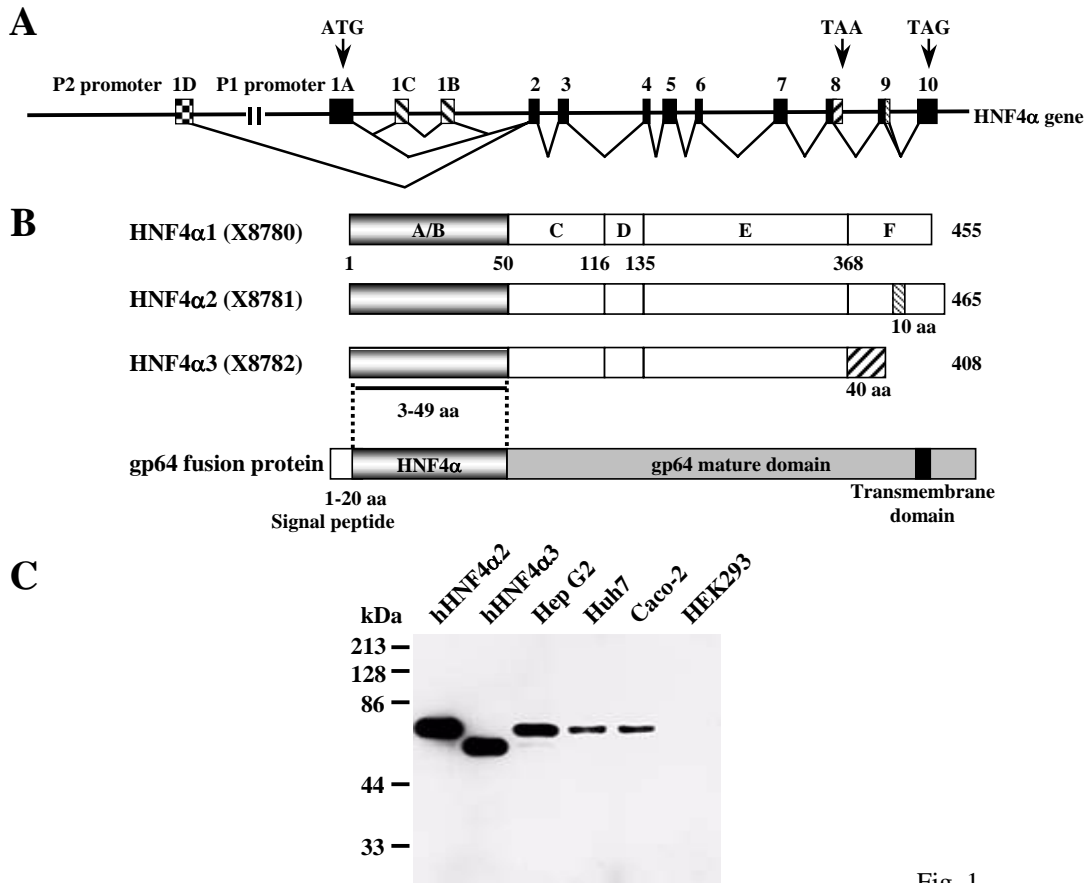 A
ATG TAA TAG
P2 promoter 1D P1 promoter 1A 1C 1B 2 3 4 5 6 7 8 9 10
HNF4α gene
B
HNF4α1 (X8780) A/B C D E F 455
1 50 116 135 368
HNF4α2 (X8781) 465
10 aa
HNF4α3 (X8782) 408
40 aa
3-49 aa
gp64 fusion protein HNF4α gp64 mature domain
1-20 aa
Signal peptide
Transmembrane
domain
C
hHNF4α2 hHNF4α3 Hep G2 Huh7 Caco-2 HEK293
kDa
213
128
86
44
33
Fig. 1